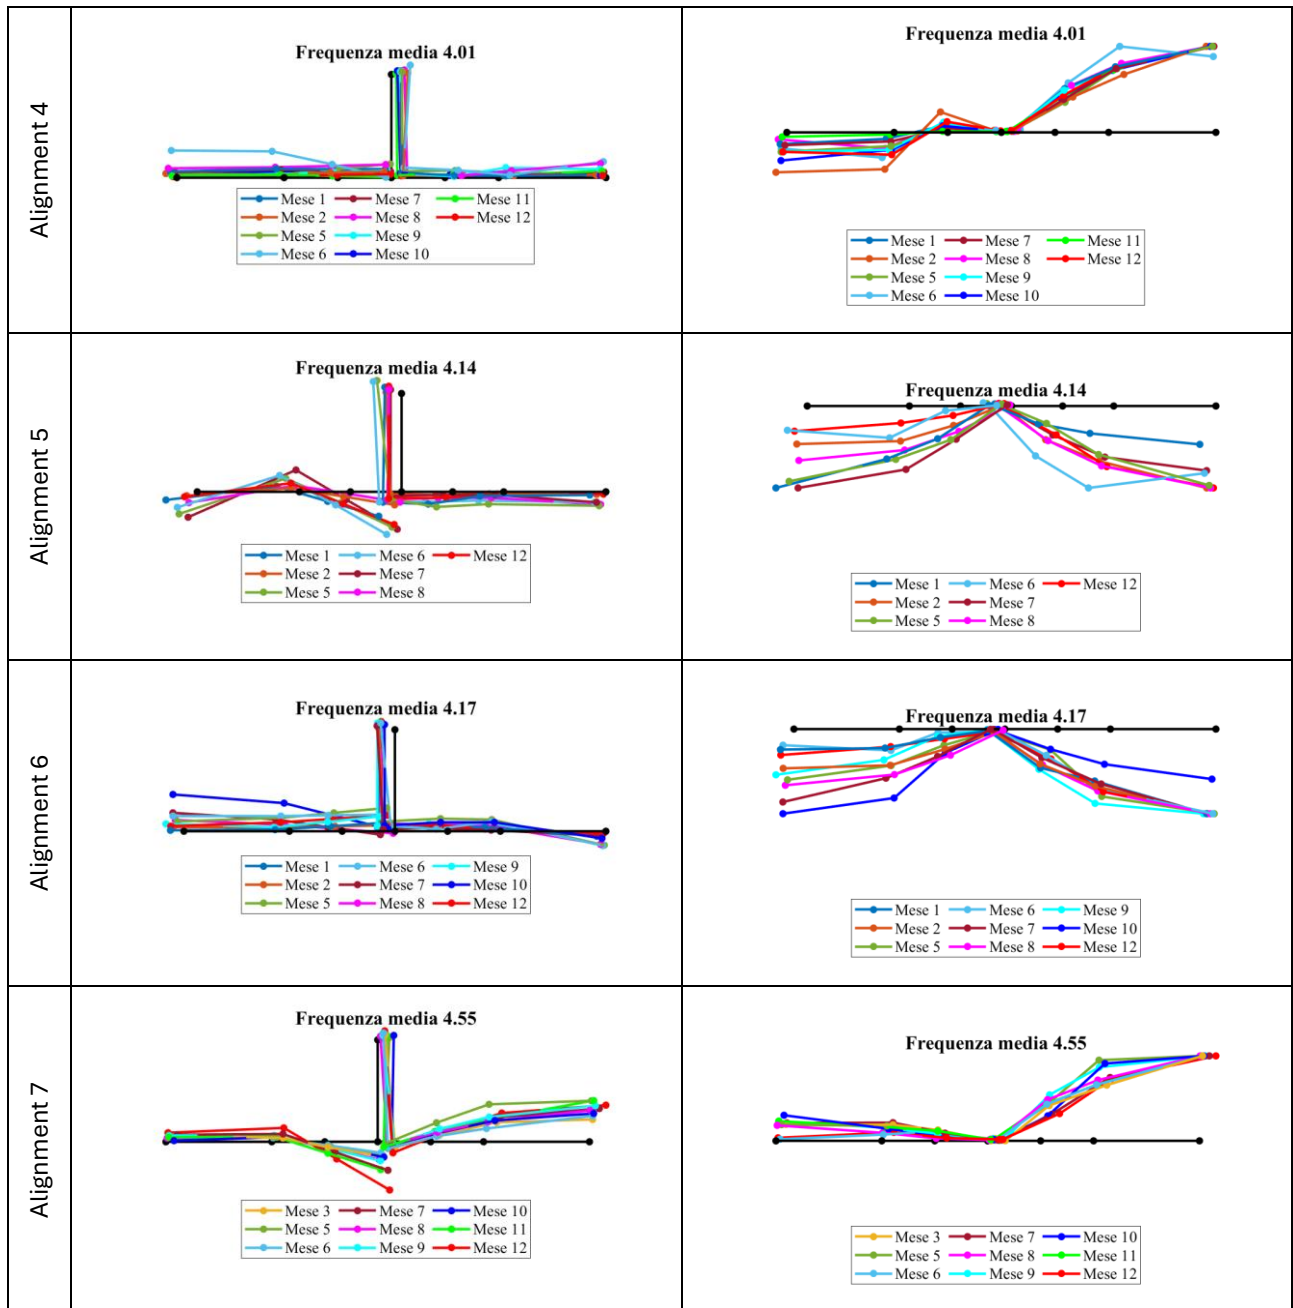 Alignment 4
Frequenza media 4.01
Mese 1 Mese 7 Mese 11
Mese 2 Mese 8 Mese 12
Mese 5 Mese 9
Mese 6 Mese 10
Frequenza media 4.01
Mese 1 Mese 7 Mese 11
Mese 2 Mese 8 Mese 12
Mese 5 Mese 9
Mese 6 Mese 10
Alignment 5
Frequenza media 4.14
Mese 1 Mese 6 Mese 12
Mese 2 Mese 7
Mese 5 Mese 8
Frequenza media 4.14
Mese 1 Mese 6 Mese 12
Mese 2 Mese 7
Mese 5 Mese 8
Alignment 6
Frequenza media 4.17
Mese 1 Mese 6 Mese 9
Mese 2 Mese 7 Mese 10
Mese 5 Mese 8 Mese 12
Frequenza media 4.17
Mese 1 Mese 6 Mese 9
Mese 2 Mese 7 Mese 10
Mese 5 Mese 8 Mese 12
Alignment 7
Frequenza media 4.55
Mese 3 Mese 7 Mese 10
Mese 5 Mese 8 Mese 11
Mese 6 Mese 9 Mese 12
Frequenza media 4.55
Mese 3 Mese 7 Mese 10
Mese 5 Mese 8 Mese 11
Mese 6 Mese 9 Mese 12